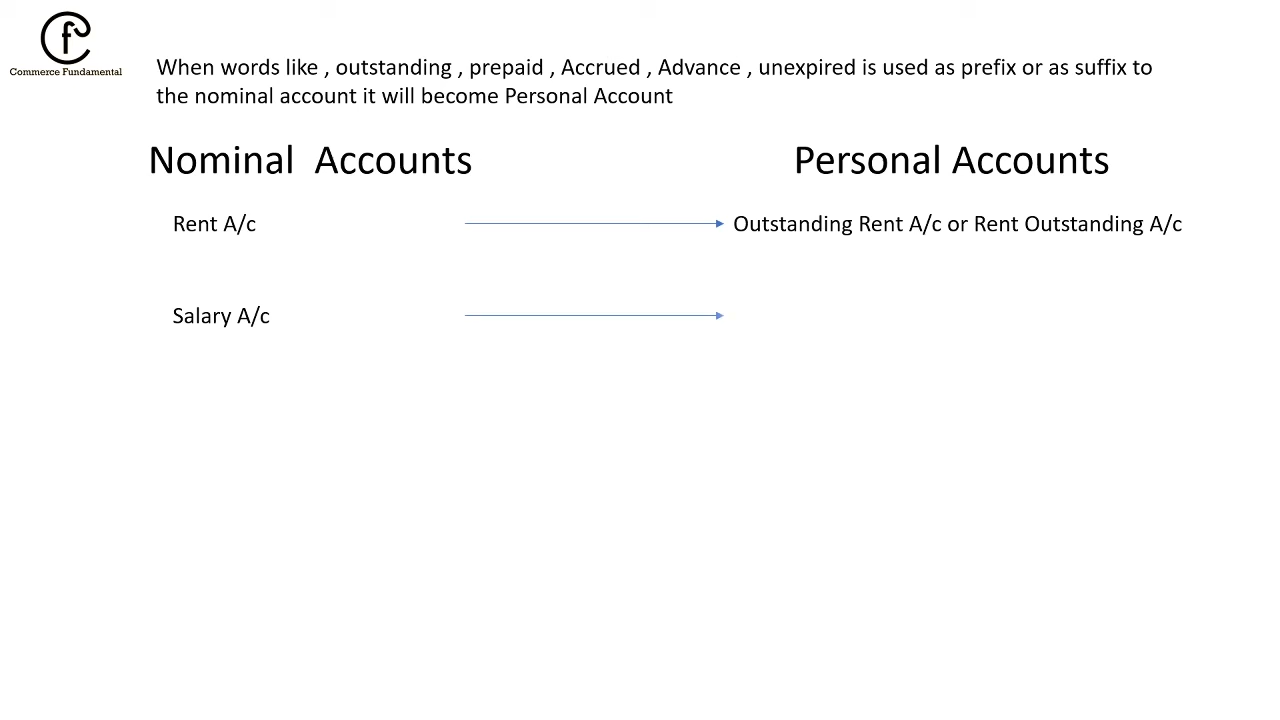 Commerce Fundamental
When words like , outstanding , prepaid , Accrued , Advance , unexpired is used as prefix or as suffix to
the nominal account it will become Personal Account
Nominal Accounts
Personal Accounts
Rent A/c
Outstanding Rent A/c or Rent Outstanding A/c
Salary A/c